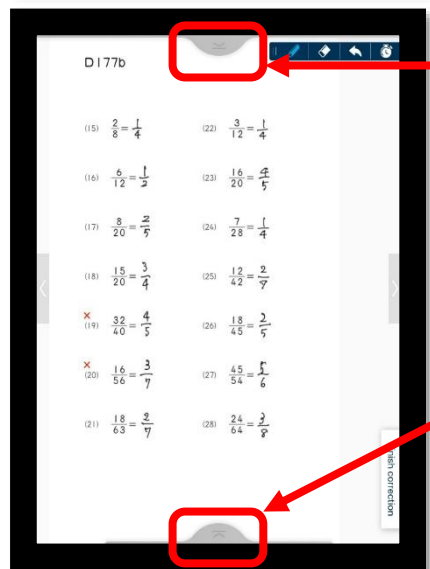 D177b
(15) 2/8 = 1/4
(22) 3/12 = 1/4
(16) 6/12 = 1/2
(23) 16/20 = 4/5
(17) 8/20 = 2/5
(24) 7/28 = 1/4
(18) 15/20 = 3/4
(25) 12/42 = 2/7
×
(19) 32/40 = 4/5
(26) 18/45 = 2/5
×
(20) 16/56 = 3/7
(27) 45/54 = 5/6
(21) 18/63 = 2/7
(28) 24/64 = 3/8
nish correction